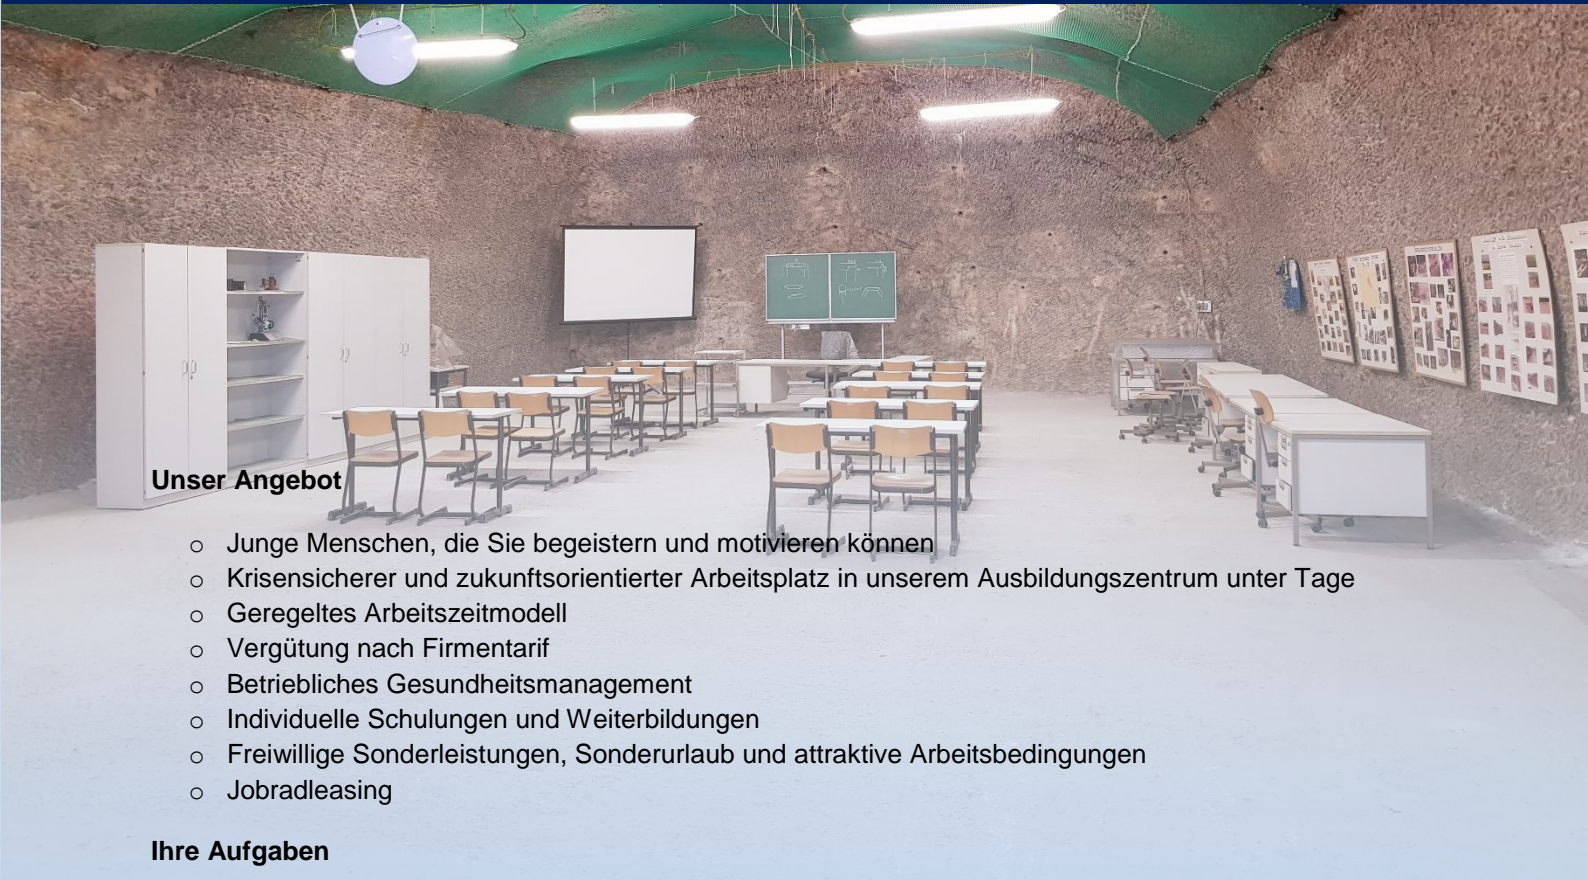 Unser Angebot
o Junge Menschen, die Sie begeistern und motivieren können
o Krisensicherer und zukunftsorientierter Arbeitsplatz in unserem Ausbildungszentrum unter Tage
o Geregeltes Arbeitszeitmodell
o Vergütung nach Firmentarif
o Betriebliches Gesundheitsmanagement
o Individuelle Schulungen und Weiterbildungen
o Freiwillige Sonderleistungen, Sonderurlaub und attraktive Arbeitsbedingungen
o Jobradleasing
Ihre Aufgaben